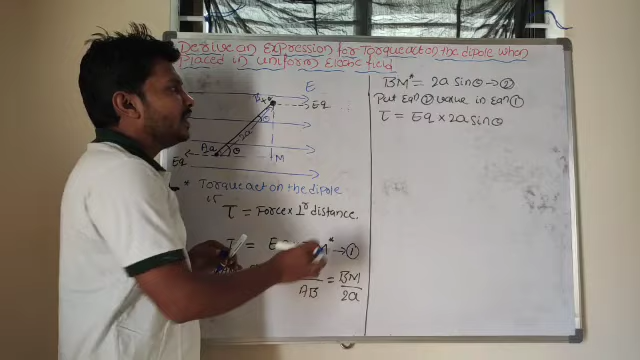 Derive an Expression for Torque act on the dipole when
Placed in uniform Elcetic field
E
Eq
θ
2a
A
θ
Eq
M
* Torque act on the dipole
is
τ = Force × ⊥r distance.
τ = → ①
AB = BM
2a
BM* = 2a sinθ → ②
Put Eqn ② value in Eqn ①
τ = Eq × 2a sinθ